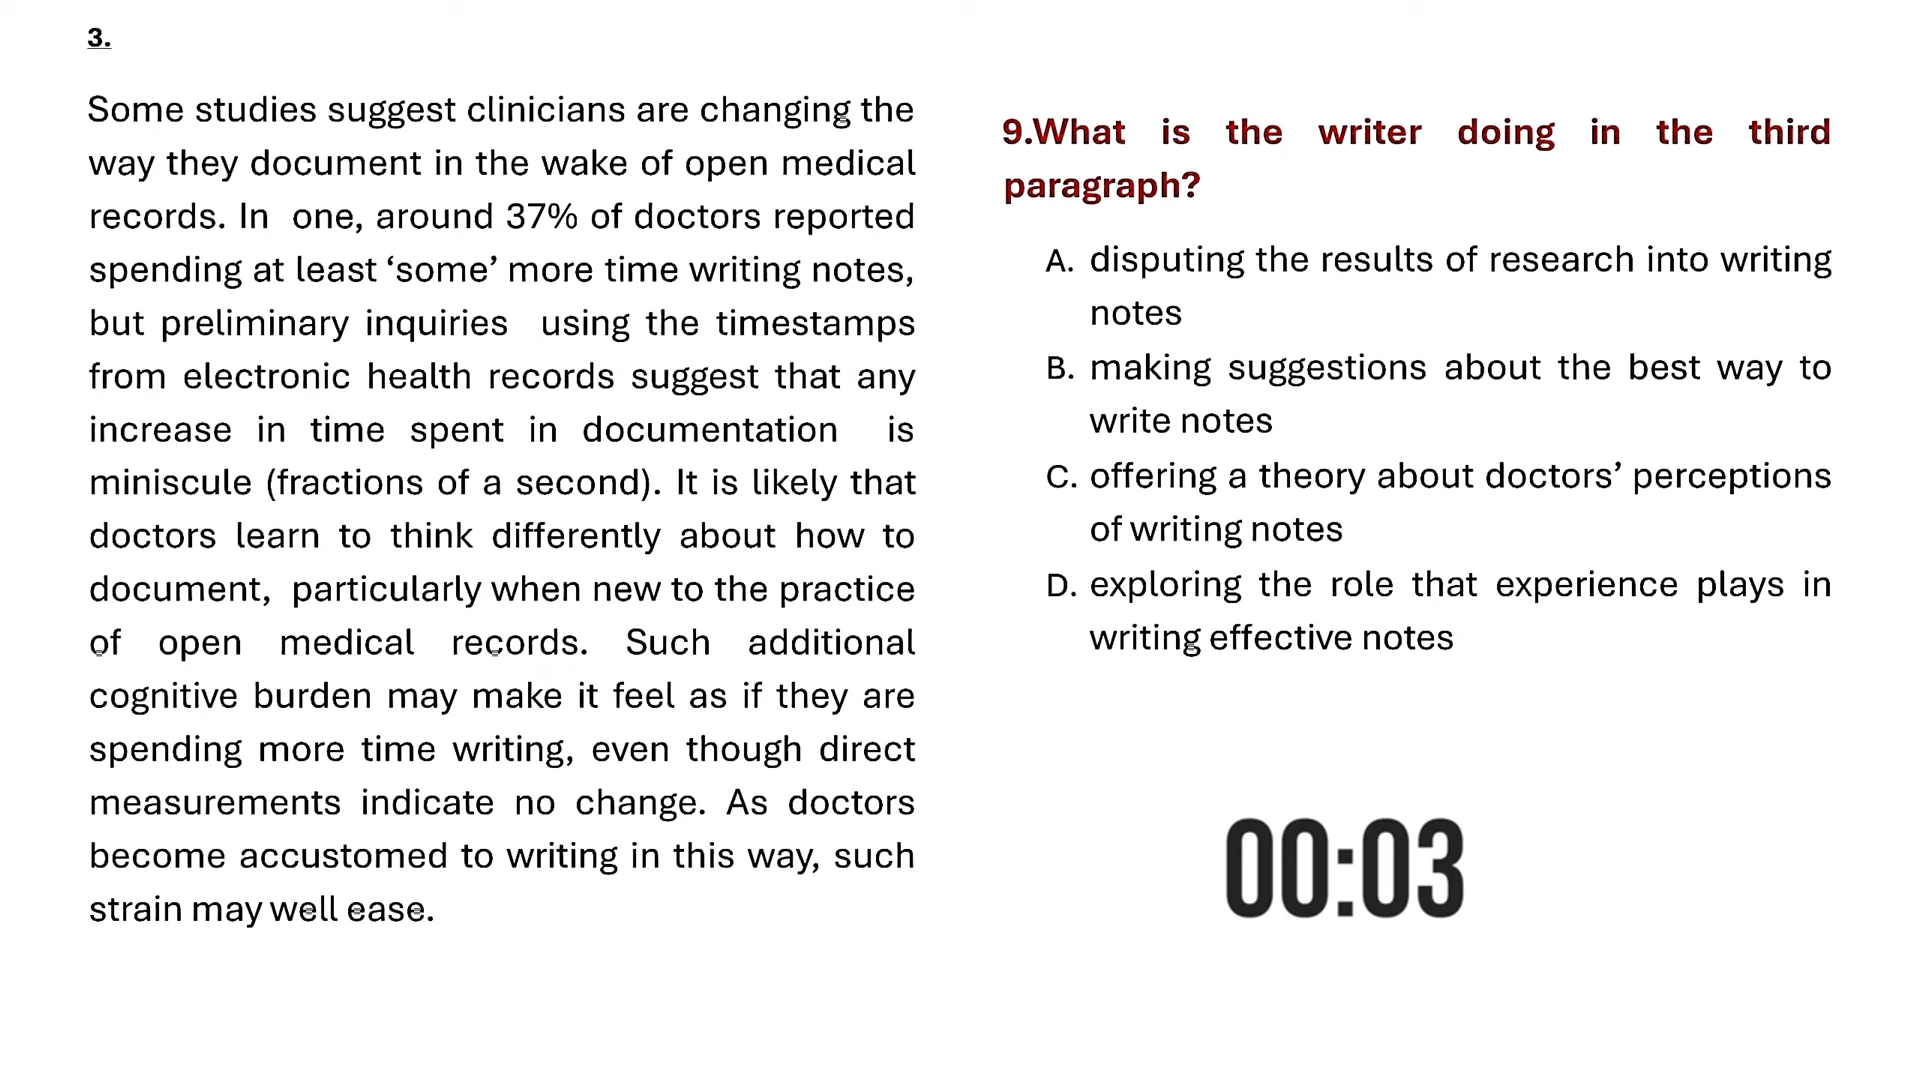 3.
Some studies suggest clinicians are changing the
way they document in the wake of open medical
records. In one, around 37% of doctors reported
spending at least ‘some’ more time writing notes,
but preliminary inquiries using the timestamps
from electronic health records suggest that any
increase in time spent in documentation is
miniscule (fractions of a second). It is likely that
doctors learn to think differently about how to
document, particularly when new to the practice
of open medical records. Such additional
cognitive burden may make it feel as if they are
spending more time writing, even though direct
measurements indicate no change. As doctors
become accustomed to writing in this way, such
strain may well ease.
9.What is the writer doing in the third
paragraph?
A. disputing the results of research into writing
notes
B. making suggestions about the best way to
write notes
C. offering a theory about doctors’ perceptions
of writing notes
D. exploring the role that experience plays in
writing effective notes
00:03